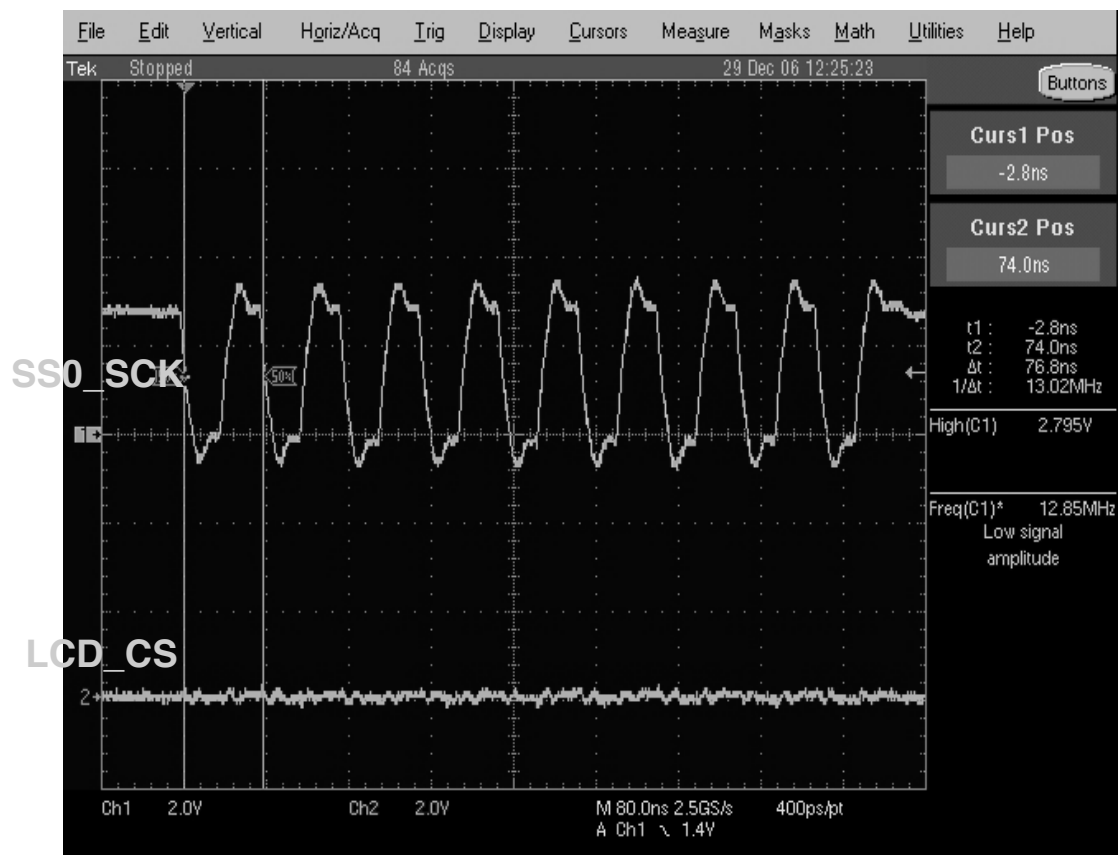 File Edit Vertical Horiz/Acq Trig Display Cursors Measure Masks Math Utilities Help
Tek Stopped 84 Acqs 29 Dec 06 12:25:23
Buttons
Curs1 Pos
-2.8ns
Curs2 Pos
74.0ns
t1 : -2.8ns
t2 : 74.0ns
Δt : 76.8ns
1/Δt : 13.02MHz
SS0_SCK
50%
1
High(C1) 2.795V
Freq(C1)* 12.85MHz
Low signal
amplitude
LCD_CS
2
Ch1 2.0V Ch2 2.0V M 80.0ns 2.5GS/s 400ps/pt
A Ch1 \ 1.4V